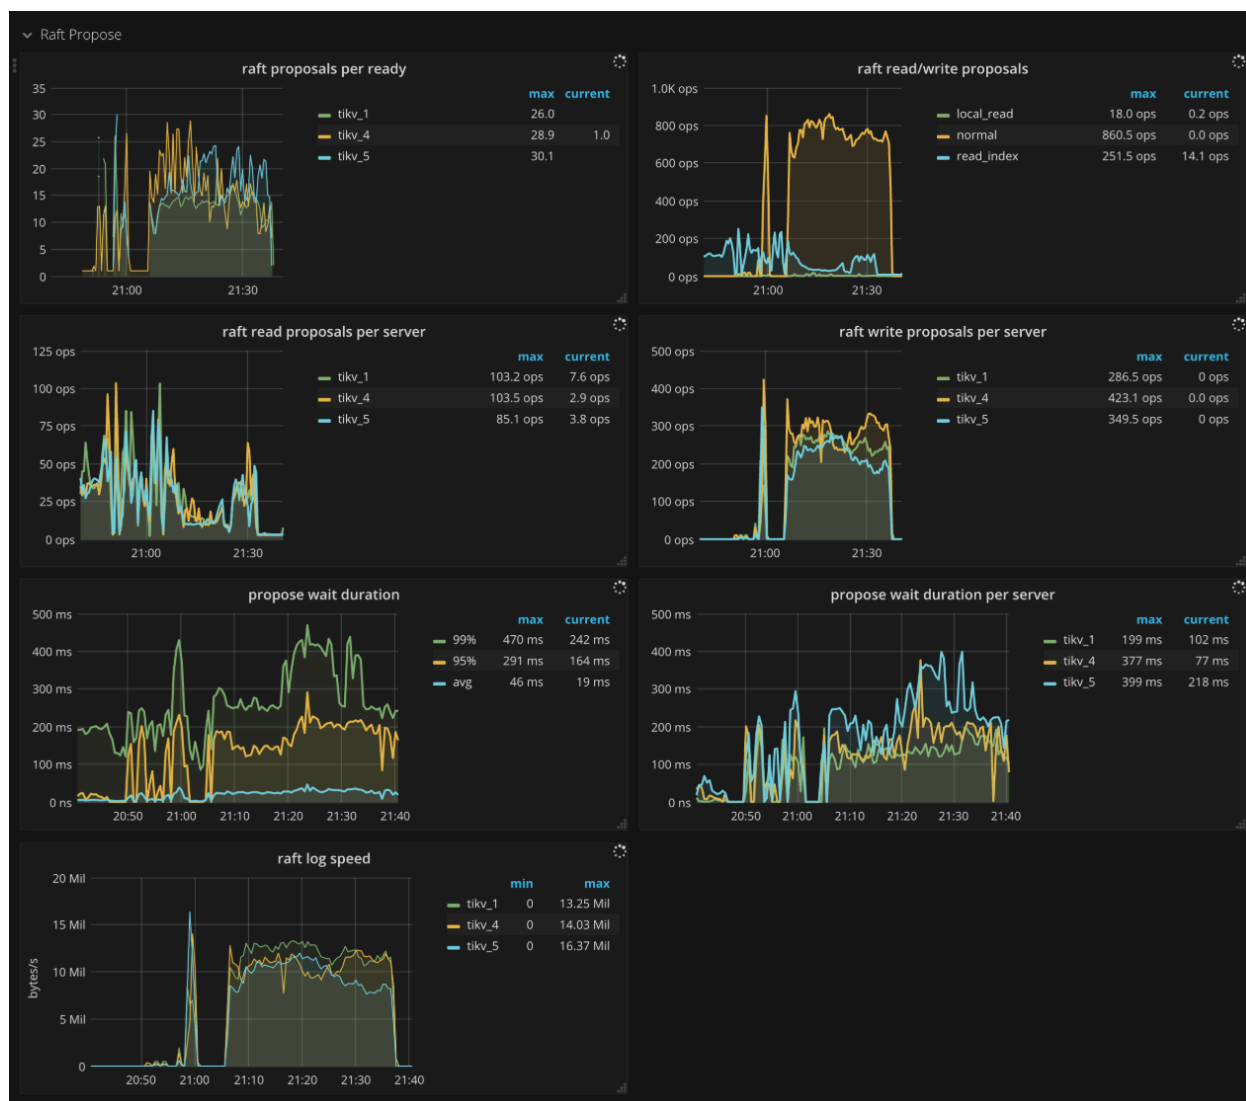 Raft Propose
raft proposals per ready
max current
35
30
25
20
15
10
5
0
21:00 21:30
tikv_1 26.0
tikv_4 28.9 1.0
tikv_5 30.1
raft read/write proposals
max current
1.0K ops
800 ops
600 ops
400 ops
200 ops
0 ops
21:00 21:30
local_read 18.0 ops 0.2 ops
normal 860.5 ops 0.0 ops
read_index 251.5 ops 14.1 ops
raft read proposals per server
max current
125 ops
100 ops
75 ops
50 ops
25 ops
0 ops
21:00 21:30
tikv_1 103.2 ops 7.6 ops
tikv_4 103.5 ops 2.9 ops
tikv_5 85.1 ops 3.8 ops
raft write proposals per server
max current
500 ops
400 ops
300 ops
200 ops
100 ops
0 ops
21:00 21:30
tikv_1 286.5 ops 0 ops
tikv_4 423.1 ops 0.0 ops
tikv_5 349.5 ops 0 ops
propose wait duration
max current
500 ms
400 ms
300 ms
200 ms
100 ms
0 ns
20:50 21:00 21:10 21:20 21:30 21:40
99% 470 ms 242 ms
95% 291 ms 164 ms
avg 46 ms 19 ms
propose wait duration per server
max current
500 ms
400 ms
300 ms
200 ms
100 ms
0 ns
20:50 21:00 21:10 21:20 21:30 21:40
tikv_1 199 ms 102 ms
tikv_4 377 ms 77 ms
tikv_5 399 ms 218 ms
raft log speed
min max
bytes/s
20 Mil
15 Mil
10 Mil
5 Mil
0
20:50 21:00 21:10 21:20 21:30 21:40
tikv_1 0 13.25 Mil
tikv_4 0 14.03 Mil
tikv_5 0 16.37 Mil